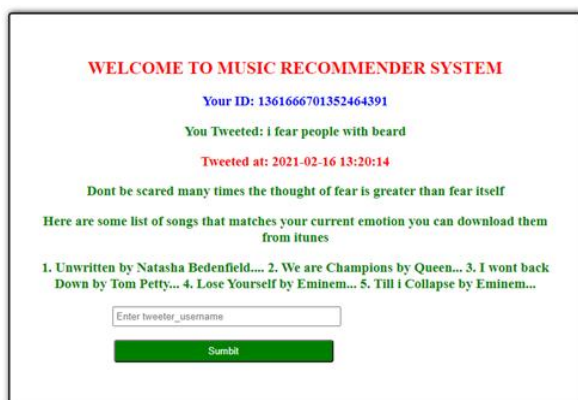 WELCOME TO MUSIC RECOMMENDER SYSTEM
Your ID: 1361666701352464391
You Tweeted: i fear people with beard
Tweeted at: 2021-02-16 13:20:14
Dont be scared many times the thought of fear is greater than fear itself
Here are some list of songs that matches your current emotion you can download them
from itunes
1. Unwritten by Natasha Bedenfield.... 2. We are Champions by Queen... 3. I wont back
Down by Tom Petty... 4. Lose Yourself by Eminem... 5. Till i Collapse by Eminem...
Enter tweeter_username
Sumbit